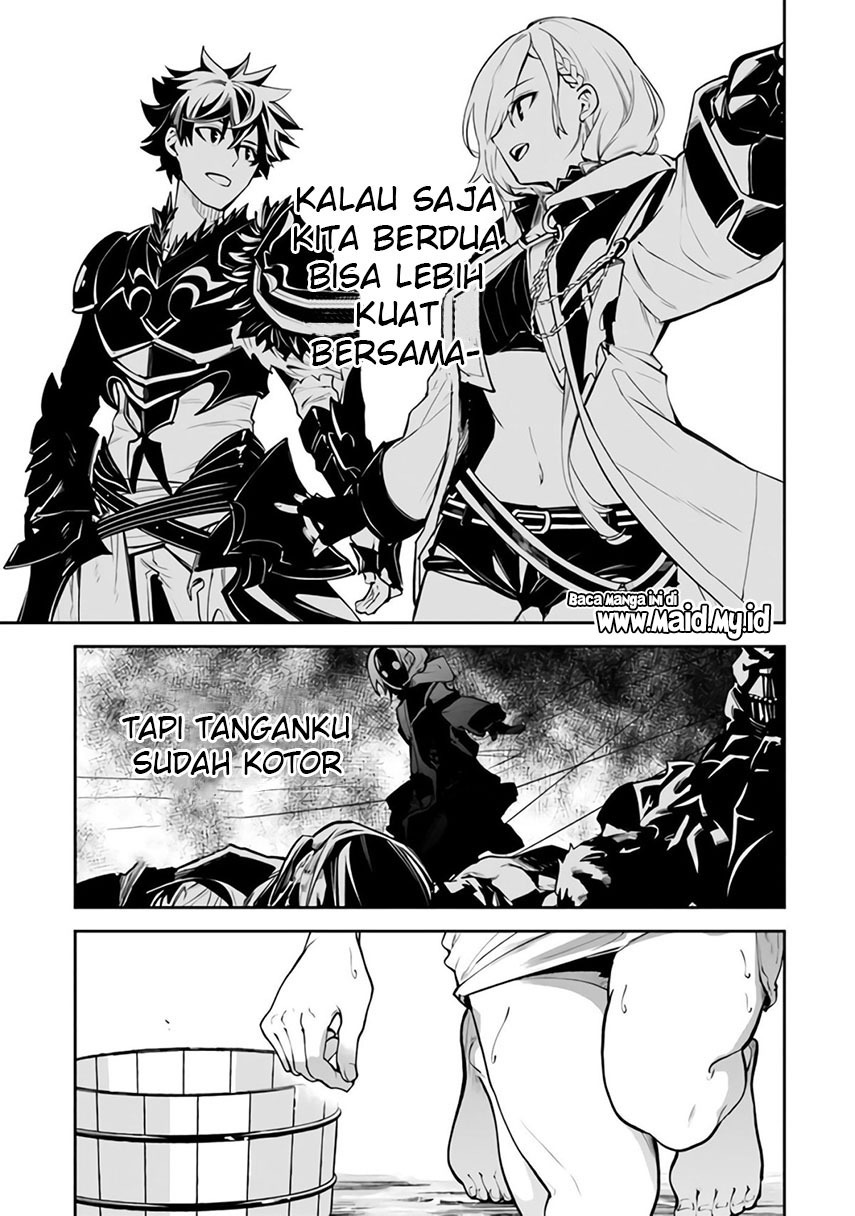 KALAU SAJA
KITA BERDUA
BISA LEBIH
KUAT
BERSAMA-
Baca Manga ini di
www.Maid.My.id
TAPI TANGANKU
SUDAH KOTOR